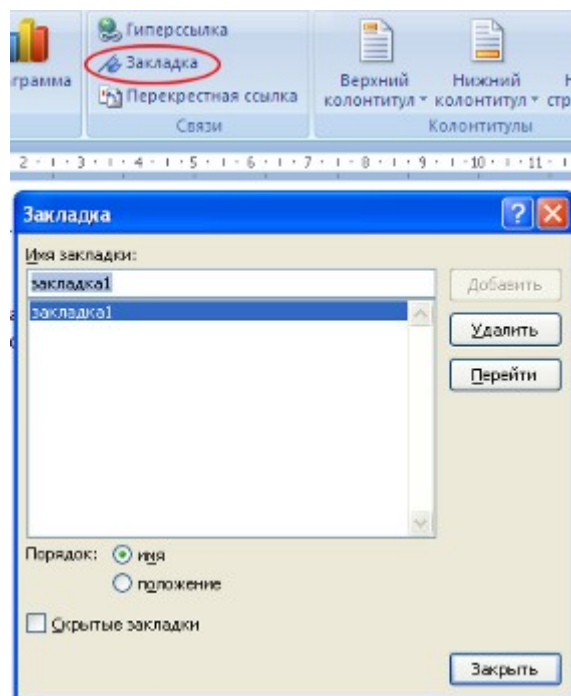 Гиперссылка
Закладка
грамма
Перекрестная ссылка
Верхний колонтитул
Нижний колонтитул
Н
стр
Связи
Колонтитулы
2 · 1 · 3 · 1 · 4 · 1 · 5 · 1 · 6 · 1 · 7 · 1 · 8 · 1 · 9 · 1 · 10 · 1 · 11 · 1
Закладка
Имя закладки:
закладка1
Добавить
закладка1
Удалить
Перейти
Порядок:
имя
положение
Скрытые закладки
Закрыть